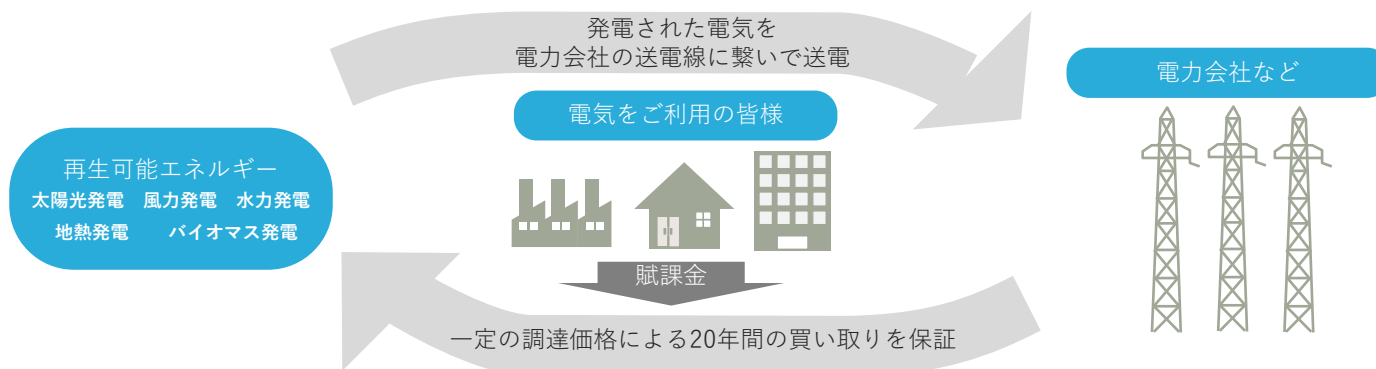 発電された電気を
電力会社の送電線に繋いで送電
電力会社など
電気をご利用の皆様
再生可能エネルギー
太陽光発電 風力発電 水力発電
地熱発電 バイオマス発電
賦課金
一定の調達価格による20年間の買い取りを保証